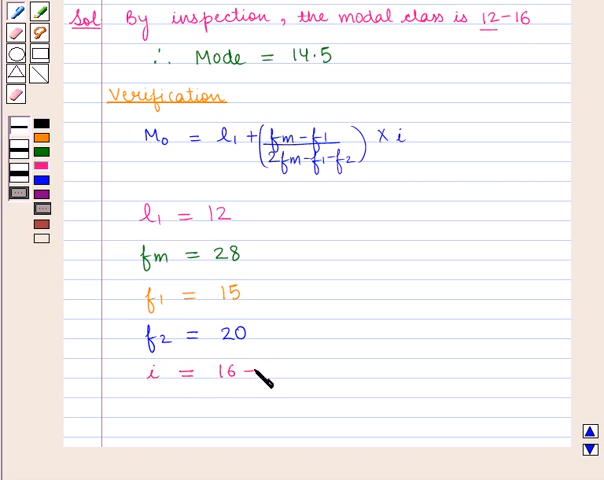 Sol By inspection, the modal class is 12-16
∴ Mode = 14.5
Verification
M₀ = l₁ + (fm - f₁ / 2fm - f₁ - f₂) × i
l₁ = 12
fm = 28
f₁ = 15
f₂ = 20
i = 16 -